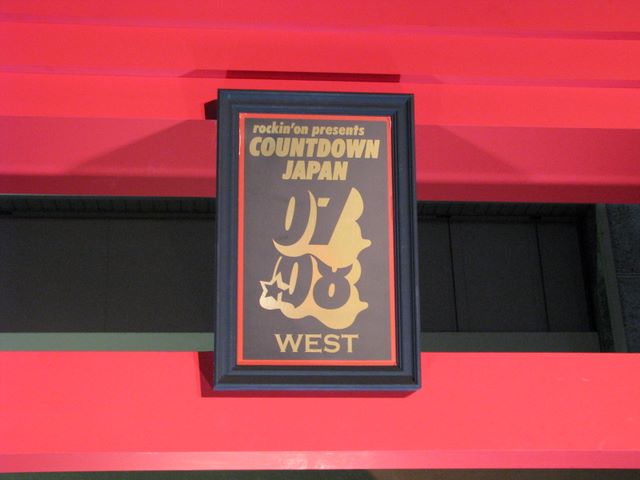 rockin'on presents
COUNTDOWN
JAPAN
07
08
WEST